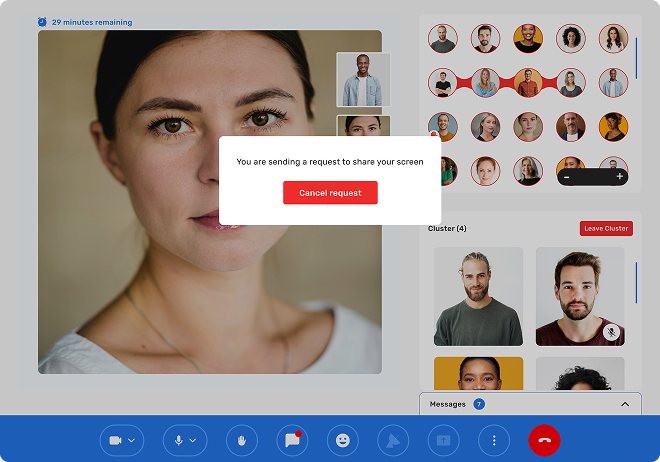 29 minutes remaining
You are sending a request to share your screen
Cancel request
–
+
Cluster (4)
Leave Cluster
Messages 7